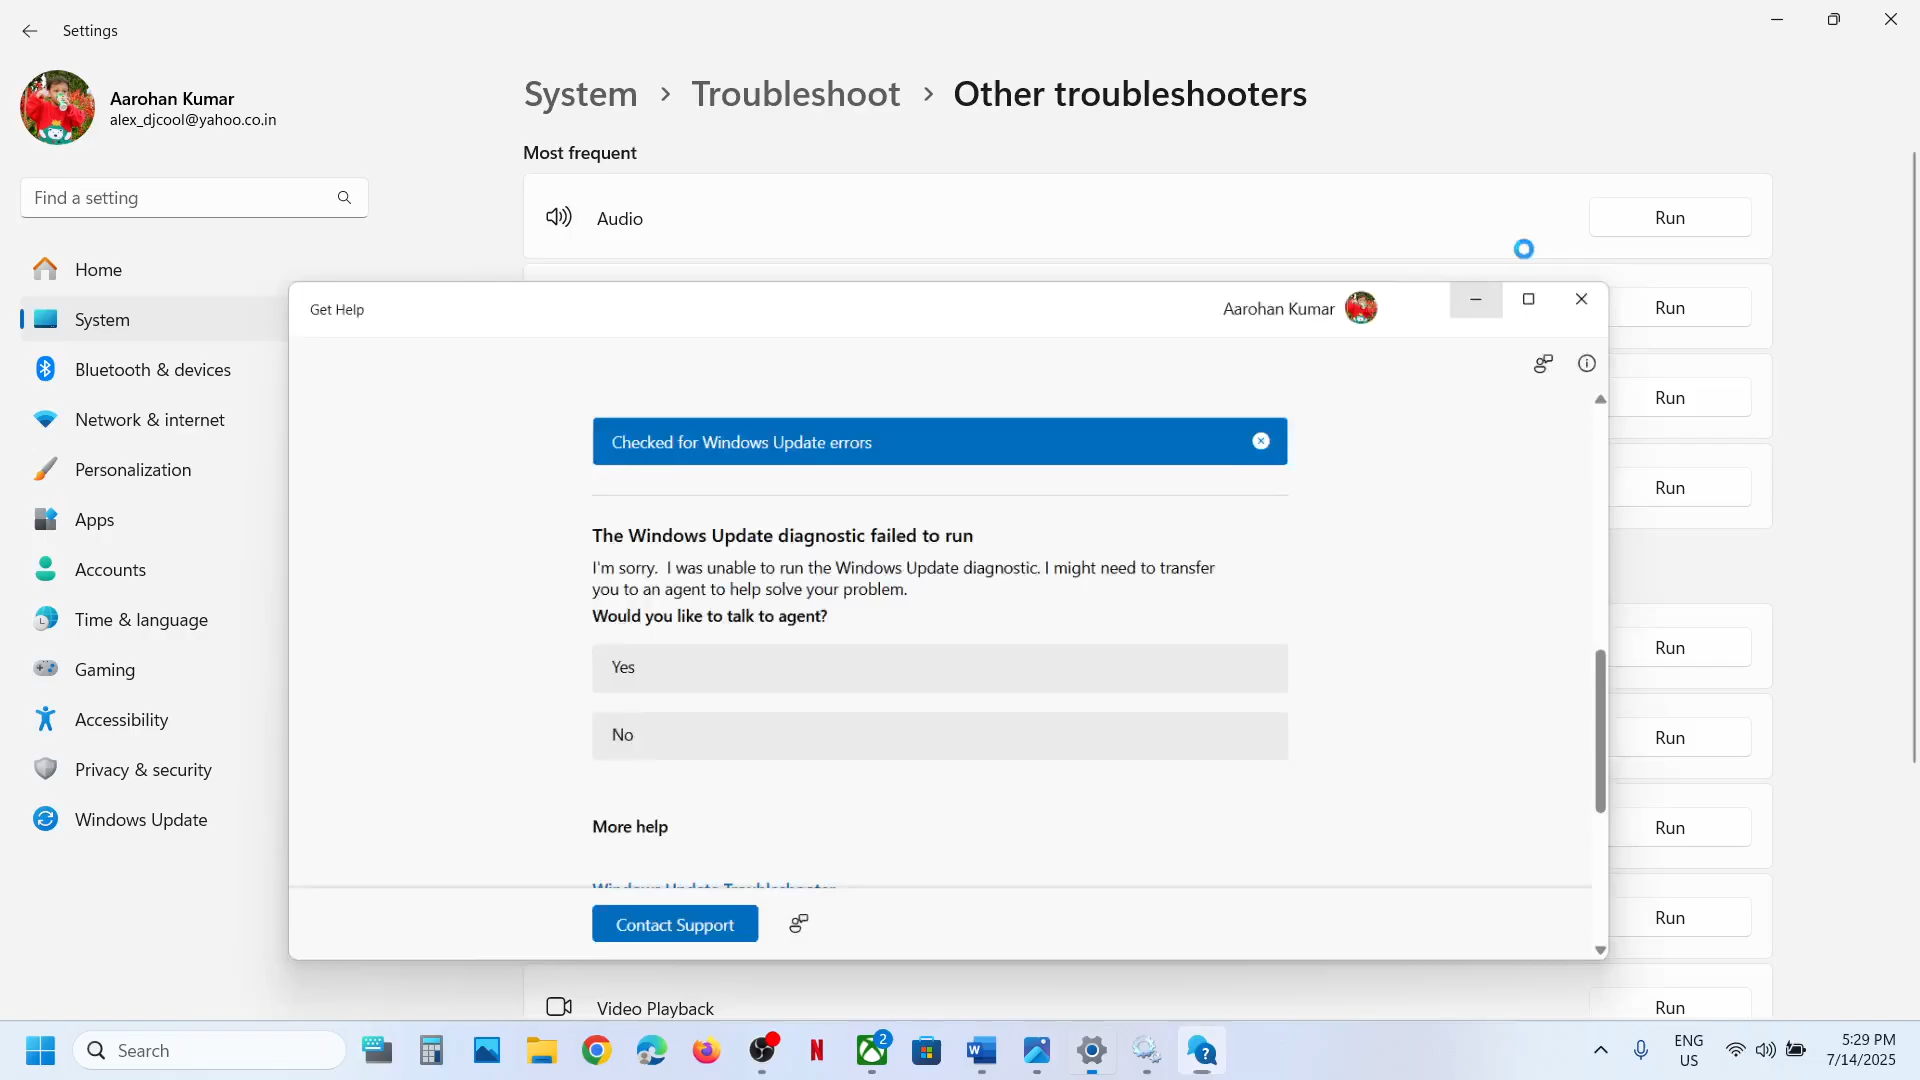 Settings
Aarohan Kumar
alex_djcool@yahoo.co.in
Find a setting
Home
System
Bluetooth & devices
Network & internet
Personalization
Apps
Accounts
Time & language
Gaming
Accessibility
Privacy & security
Windows Update
System > Troubleshoot > Other troubleshooters
Most frequent
Audio
Run
Run
Run
Run
Get Help
Aarohan Kumar
Checked for Windows Update errors
The Windows Update diagnostic failed to run
I'm sorry. I was unable to run the Windows Update diagnostic. I might need to transfer
you to an agent to help solve your problem.
Would you like to talk to agent?
Yes
No
More help
Windows Update Troubleshooter
Contact Support
Run
Run
Run
Run
Video Playback
Run
Search
2
ENG
US
5:29 PM
7/14/2025